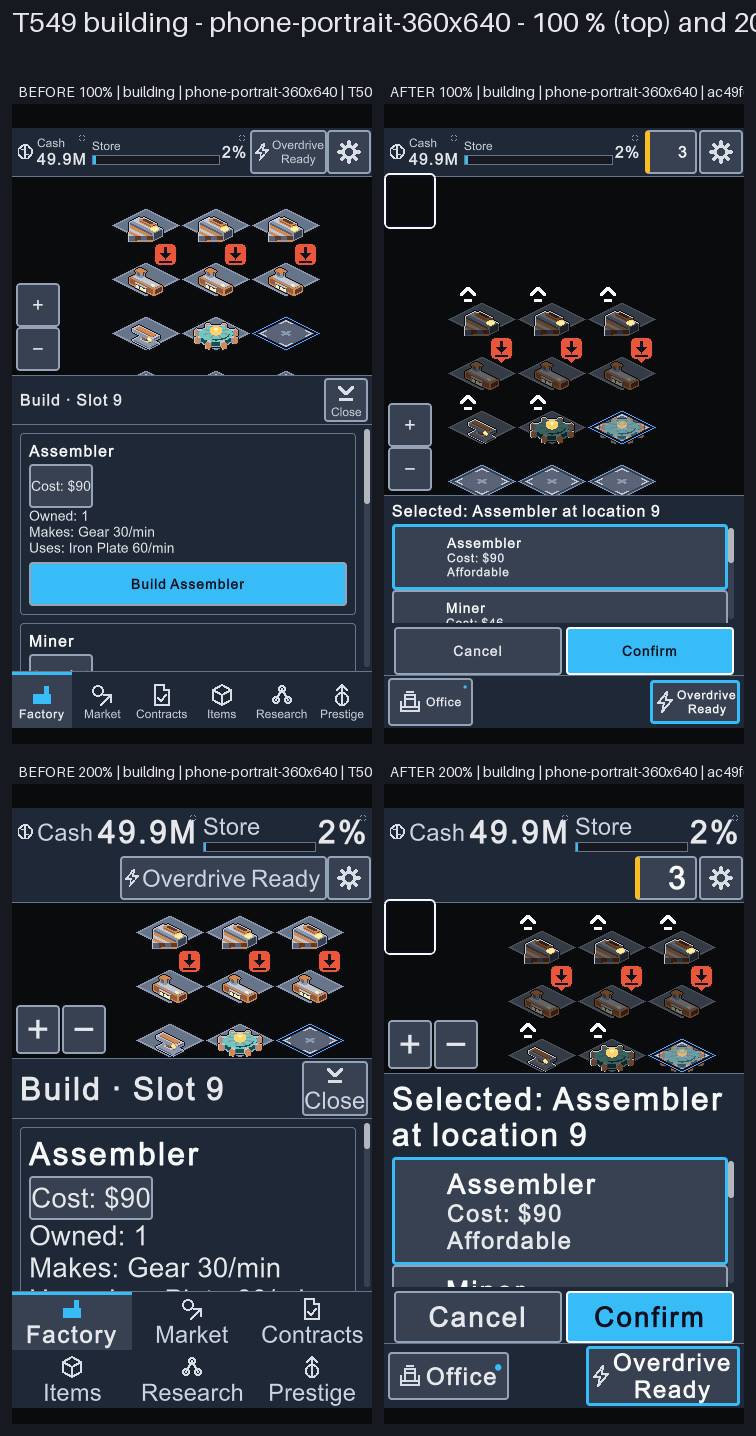 T549 building - phone-portrait-360x640 - 100 % (top) and 20
BEFORE 100% | building | phone-portrait-360x640 | T50
Cash
49.9M
Store
2%
Overdrive
Ready
+
−
Build · Slot 9
Close
Assembler
Cost: $90
Owned: 1
Makes: Gear 30/min
Uses: Iron Plate 60/min
Build Assembler
Miner
Factory
Market
Contracts
Items
Research
Prestige
AFTER 100% | building | phone-portrait-360x640 | ac49f
Cash
49.9M
Store
2%
3
+
−
Selected: Assembler at location 9
Assembler
Cost: $90
Affordable
Miner
Cost: $46
Cancel
Confirm
Office
Overdrive
Ready
BEFORE 200% | building | phone-portrait-360x640 | T50
Cash 49.9M
Store
2%
Overdrive Ready
+
−
Build · Slot 9
Close
Assembler
Cost: $90
Owned: 1
Makes: Gear 30/min
Factory
Market
Contracts
Items
Research
Prestige
AFTER 200% | building | phone-portrait-360x640 | ac49f
Cash 49.9M
Store
2%
3
+
−
Selected: Assembler
at location 9
Assembler
Cost: $90
Affordable
Miner
Cancel
Confirm
Office
Overdrive
Ready